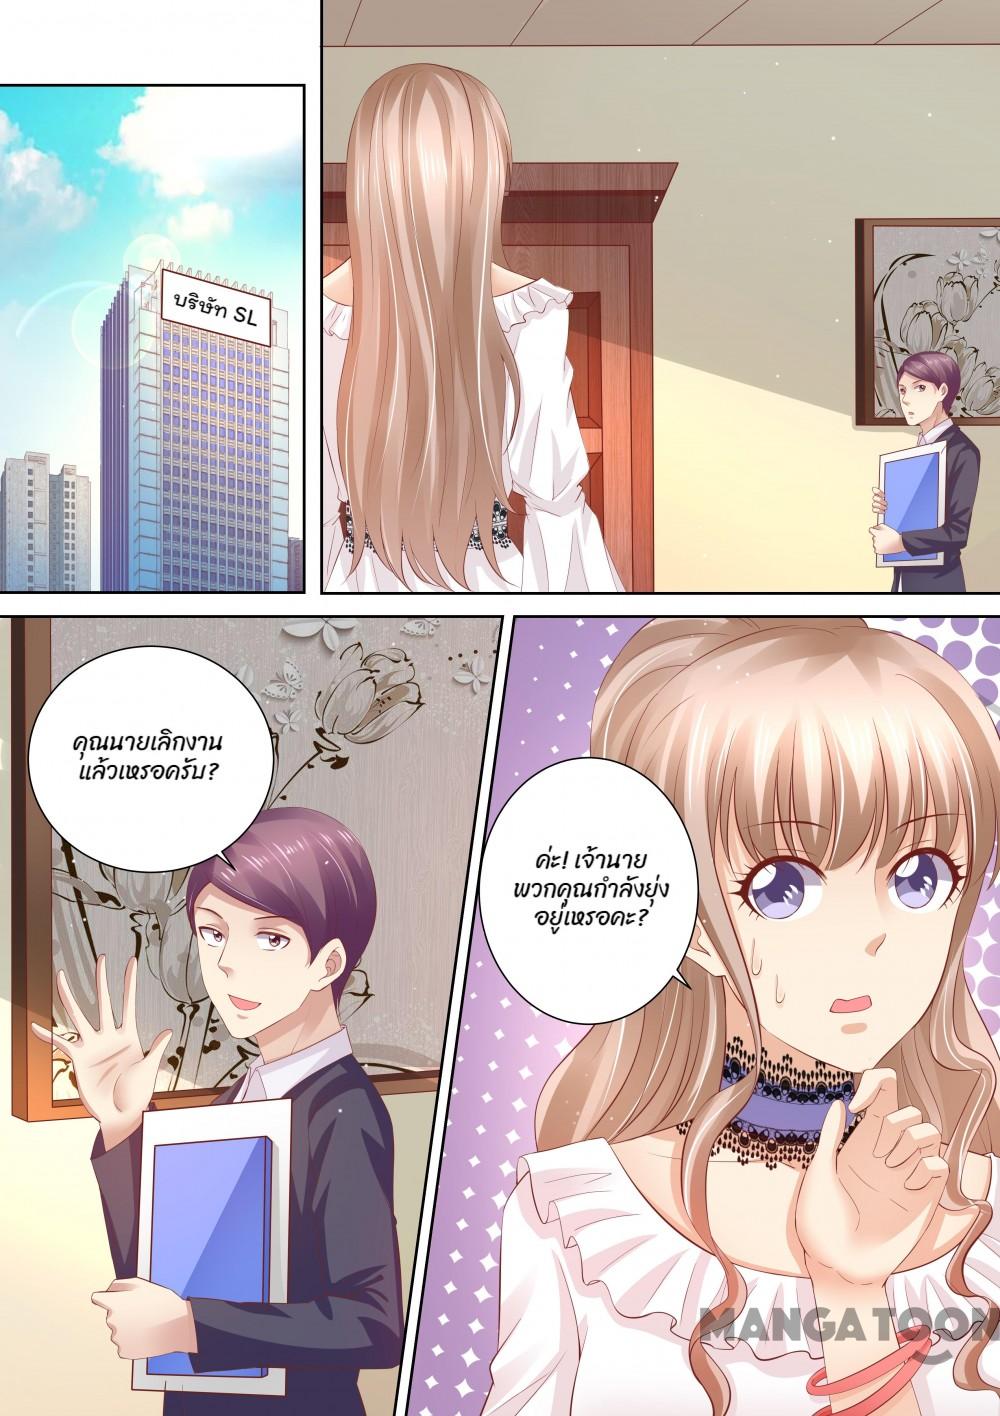 บริษัท SL
คุณนายเลิกงาน
แล้วเหรอครับ?
ค่ะ! เจ้านาย
พวกคุณกำลังยุ่ง
อยู่เหรอคะ?
MANGATOON